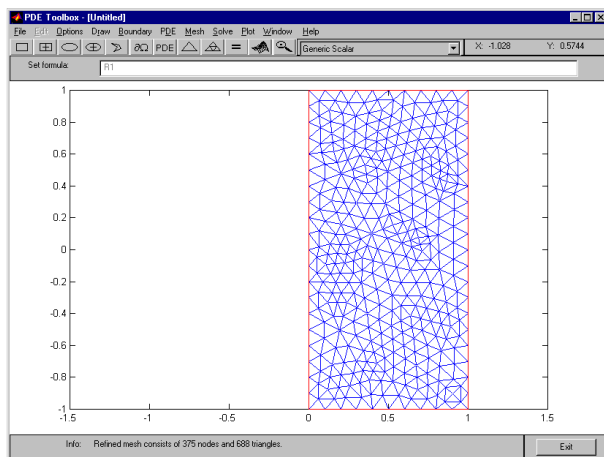 PDE Toolbox - [Untitled]
File Edit Options Draw Boundary PDE Mesh Solve Plot Window Help
∂Ω PDE = Generic Scalar X: -1.028 Y: 0.5744
Set formula: R1
1
0.8
0.6
0.4
0.2
0
-0.2
-0.4
-0.6
-0.8
-1
-1.5 -1 -0.5 0 0.5 1 1.5
Info: Refined mesh consists of 375 nodes and 688 triangles. Exit